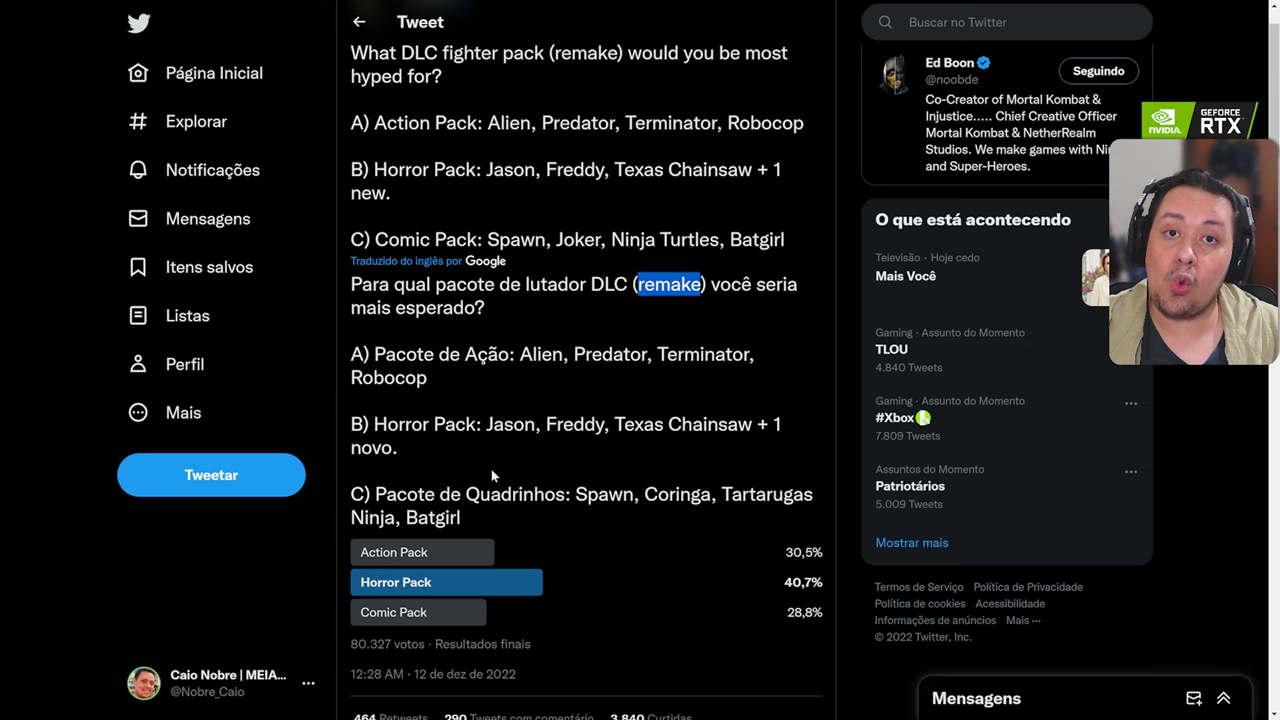 Tweet
Página Inicial
Explorar
Notificações
Mensagens
Itens salvos
Listas
Perfil
Mais
Tweetar
Caio Nobre | MEIA...
@Nobre_Caio
What DLC fighter pack (remake) would you be most
hyped for?
A) Action Pack: Alien, Predator, Terminator, Robocop
B) Horror Pack: Jason, Freddy, Texas Chainsaw + 1
new.
C) Comic Pack: Spawn, Joker, Ninja Turtles, Batgirl
Traduzido do inglês por Google
Para qual pacote de lutador DLC (remake) você seria
mais esperado?
A) Pacote de Ação: Alien, Predator, Terminator,
Robocop
B) Horror Pack: Jason, Freddy, Texas Chainsaw + 1
novo.
C) Pacote de Quadrinhos: Spawn, Coringa, Tartarugas
Ninja, Batgirl
Action Pack 30,5%
Horror Pack 40,7%
Comic Pack 28,8%
80.327 votos · Resultados finais
12:28 AM · 12 de dez de 2022
464 Retweets 290 Tweets com comentário 3.840 Curtidas
Buscar no Twitter
Ed Boon
@noobde
Seguindo
Co-Creator of Mortal Kombat &
Injustice..... Chief Creative Officer
Mortal Kombat & NetherRealm
Studios. We make games with
and Super-Heroes.
NVIDIA.
GEFORCE
RTX
O que está acontecendo
Televisão · Hoje cedo
Mais Você
Gaming · Assunto do Momento
TLOU
4.840 Tweets
Gaming · Assunto do Momento
#Xbox
7.809 Tweets
Assuntos do Momento
Patriotários
5.009 Tweets
Mostrar mais
Termos de Serviço Política de Privacidade
Política de cookies Acessibilidade
Informações de anúncios Mais ···
© 2022 Twitter, Inc.
Mensagens